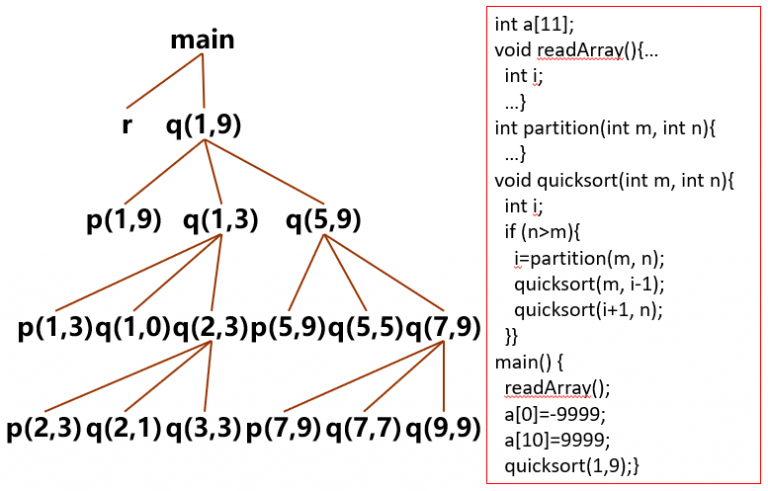 main
r q(1,9)
p(1,9) q(1,3) q(5,9)
p(1,3) q(1,0) q(2,3) p(5,9) q(5,5) q(7,9)
p(2,3) q(2,1) q(3,3) p(7,9) q(7,7) q(9,9)
int a[11];
void readArray(){...
int i;
...}
int partition(int m, int n){
...}
void quicksort(int m, int n){
int i;
if (n>m){
i=partition(m, n);
quicksort(m, i-1);
quicksort(i+1, n);
}}
main() {
readArray();
a[0]=-9999;
a[10]=9999;
quicksort(1,9);}